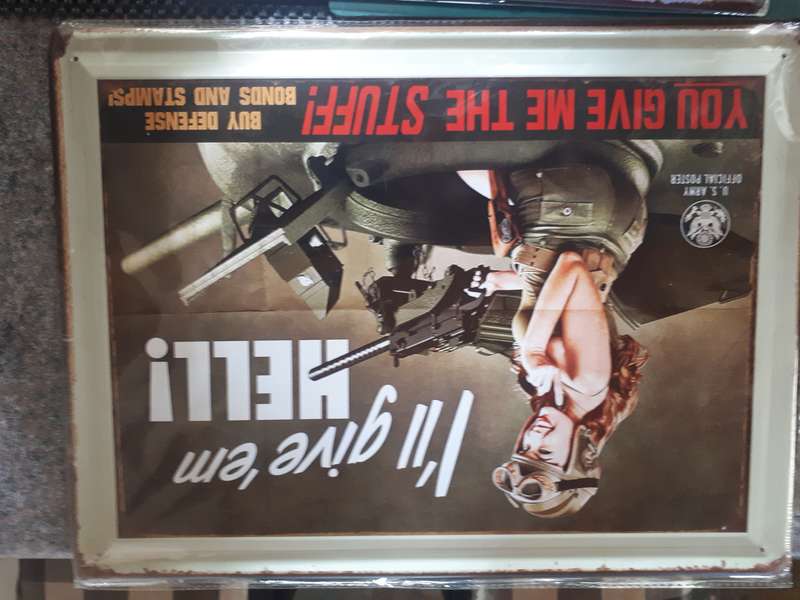 I'll give 'em
HELL!
U.S. ARMY
OFFICIAL POSTER
YOU GIVE ME THE STUFF!
BUY DEFENSE
BONDS AND STAMPS!